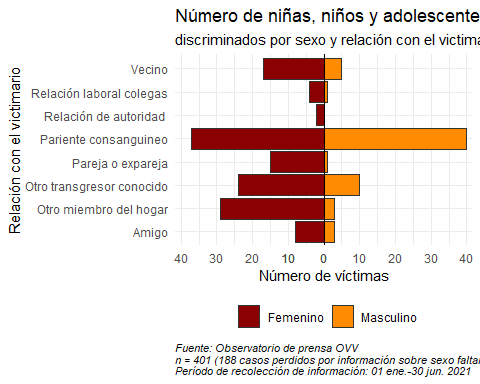 Número de niñas, niños y adolescente
discriminados por sexo y relación con el victima
Relación con el victimario
Vecino
Relación laboral colegas
Relación de autoridad
Pariente consanguineo
Pareja o expareja
Otro transgresor conocido
Otro miembro del hogar
Amigo
40 30 20 10 0 0 10 20 30 40
Número de víctimas
Femenino Masculino
Fuente: Observatorio de prensa OVV
n = 401 (188 casos perdidos por información sobre sexo falta
Período de recolección de información: 01 ene.-30 jun. 2021